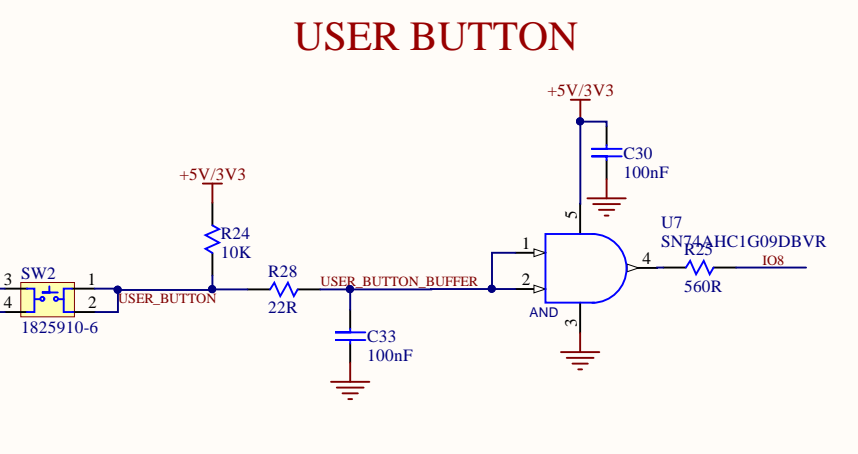 USER BUTTON
+5V/3V3
C30
100nF
+5V/3V3
5
U7
SN74AHC1G09DBVR
R24
10K
1
R25
4
IO8
560R
SW2
3
1
4
2
1825910-6
USER_BUTTON
R28
22R
USER_BUTTON_BUFFER
2
AND
3
C33
100nF